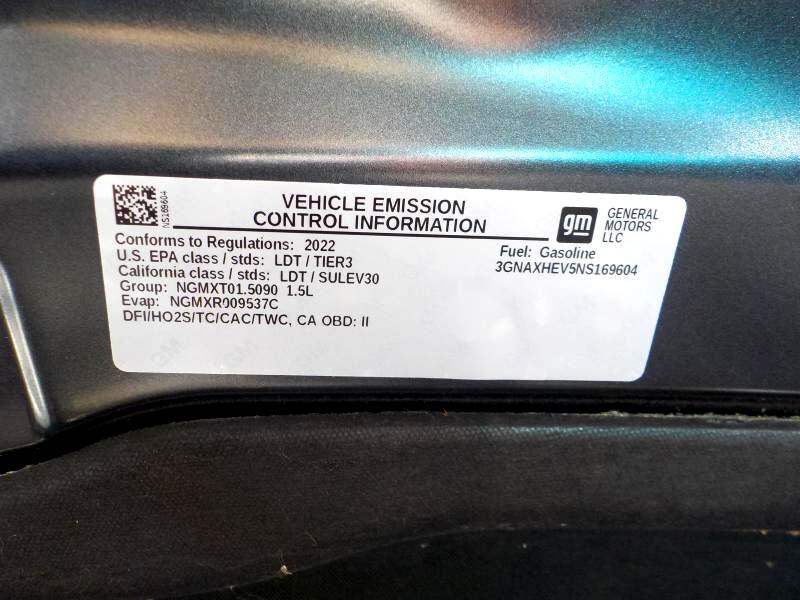 NS169604
VEHICLE EMISSION
CONTROL INFORMATION
gm
GENERAL
MOTORS
LLC
Conforms to Regulations: 2022
U.S. EPA class / stds: LDT / TIER3
California class / stds: LDT / SULEV30
Group: NGMXT01.5090 1.5L
Evap: NGMXR009537C
DFI/HO2S/TC/CAC/TWC, CA OBD: II
Fuel: Gasoline
3GNAXHEV5NS169604